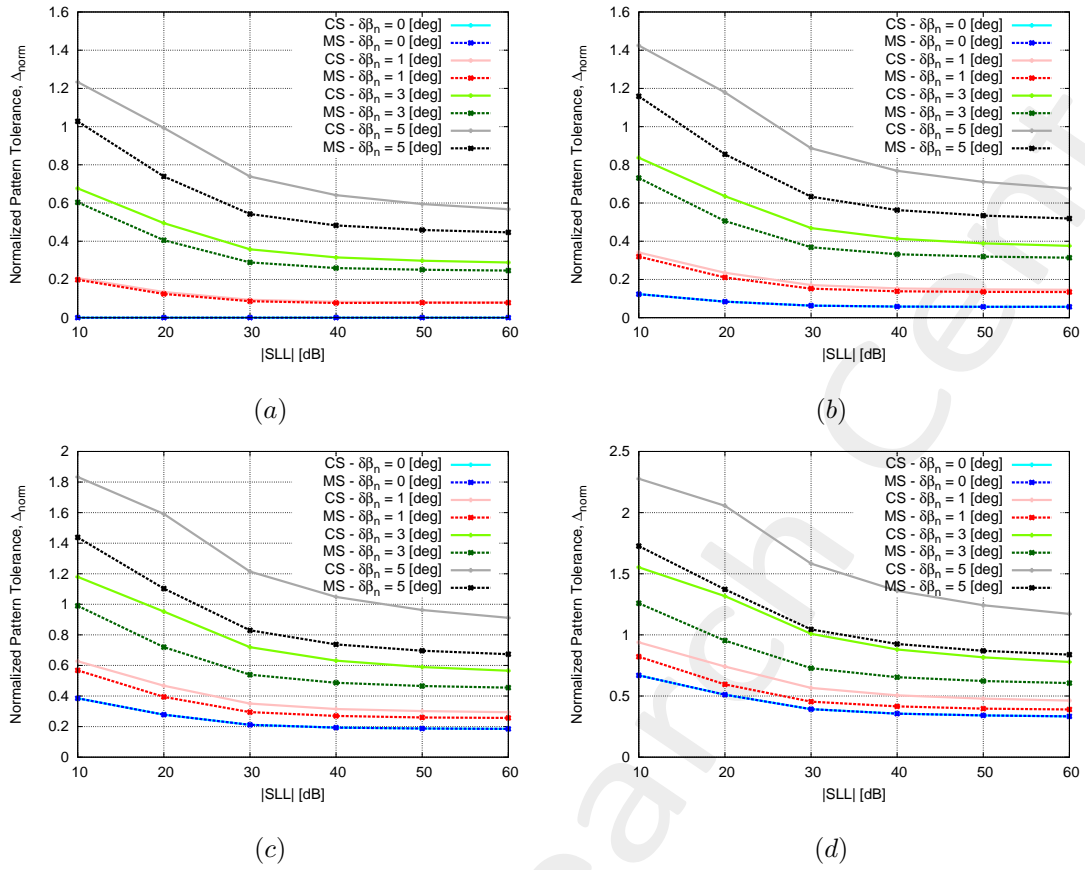 1.6
1.4
1.2
1
0.8
0.6
0.4
0.2
0
10 20 30 40 50 60
Normalized Pattern Tolerance, Δnorm
|SLL| [dB]
CS - δβn = 0 [deg]
MS - δβn = 0 [deg]
CS - δβn = 1 [deg]
MS - δβn = 1 [deg]
CS - δβn = 3 [deg]
MS - δβn = 3 [deg]
CS - δβn = 5 [deg]
MS - δβn = 5 [deg]
(a)
1.6
1.4
1.2
1
0.8
0.6
0.4
0.2
0
10 20 30 40 50 60
Normalized Pattern Tolerance, Δnorm
|SLL| [dB]
CS - δβn = 0 [deg]
MS - δβn = 0 [deg]
CS - δβn = 1 [deg]
MS - δβn = 1 [deg]
CS - δβn = 3 [deg]
MS - δβn = 3 [deg]
CS - δβn = 5 [deg]
MS - δβn = 5 [deg]
(b)
2
1.8
1.6
1.4
1.2
1
0.8
0.6
0.4
0.2
0
10 20 30 40 50 60
Normalized Pattern Tolerance, Δnorm
|SLL| [dB]
CS - δβn = 0 [deg]
MS - δβn = 0 [deg]
CS - δβn = 1 [deg]
MS - δβn = 1 [deg]
CS - δβn = 3 [deg]
MS - δβn = 3 [deg]
CS - δβn = 5 [deg]
MS - δβn = 5 [deg]
(c)
2.5
2
1.5
1
0.5
0
10 20 30 40 50 60
Normalized Pattern Tolerance, Δnorm
|SLL| [dB]
CS - δβn = 0 [deg]
MS - δβn = 0 [deg]
CS - δβn = 1 [deg]
MS - δβn = 1 [deg]
CS - δβn = 3 [deg]
MS - δβn = 3 [deg]
CS - δβn = 5 [deg]
MS - δβn = 5 [deg]
(d)